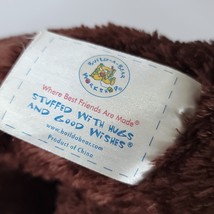 BUILD-A-BEAR
WORKSHOP
Where Best Friends Are Made®
STUFFED WITH HUGS
AND GOOD WISHES®
www.buildabear.com
Product of China